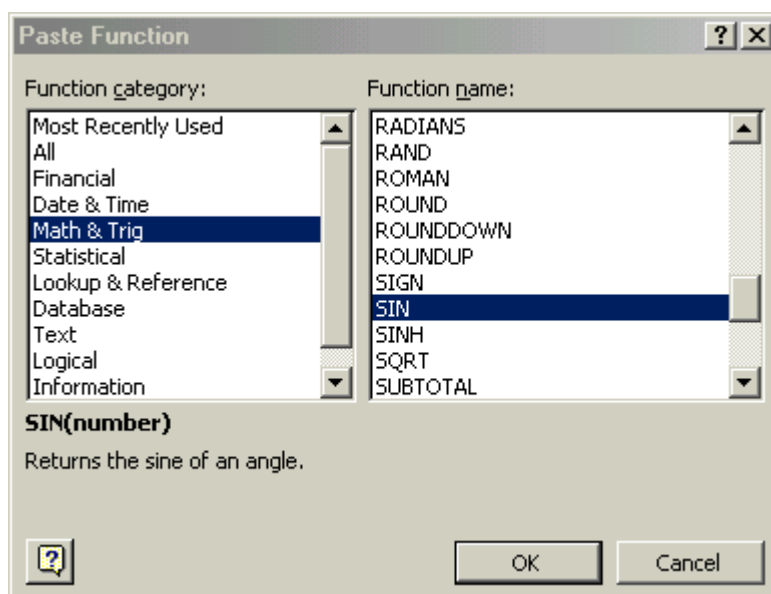 Paste Function
Function category:
Most Recently Used
All
Financial
Date & Time
Math & Trig
Statistical
Lookup & Reference
Database
Text
Logical
Information
Function name:
RADIANS
RAND
ROMAN
ROUND
ROUNDDOWN
ROUNDUP
SIGN
SIN
SINH
SQRT
SUBTOTAL
SIN(number)
Returns the sine of an angle.
OK
Cancel